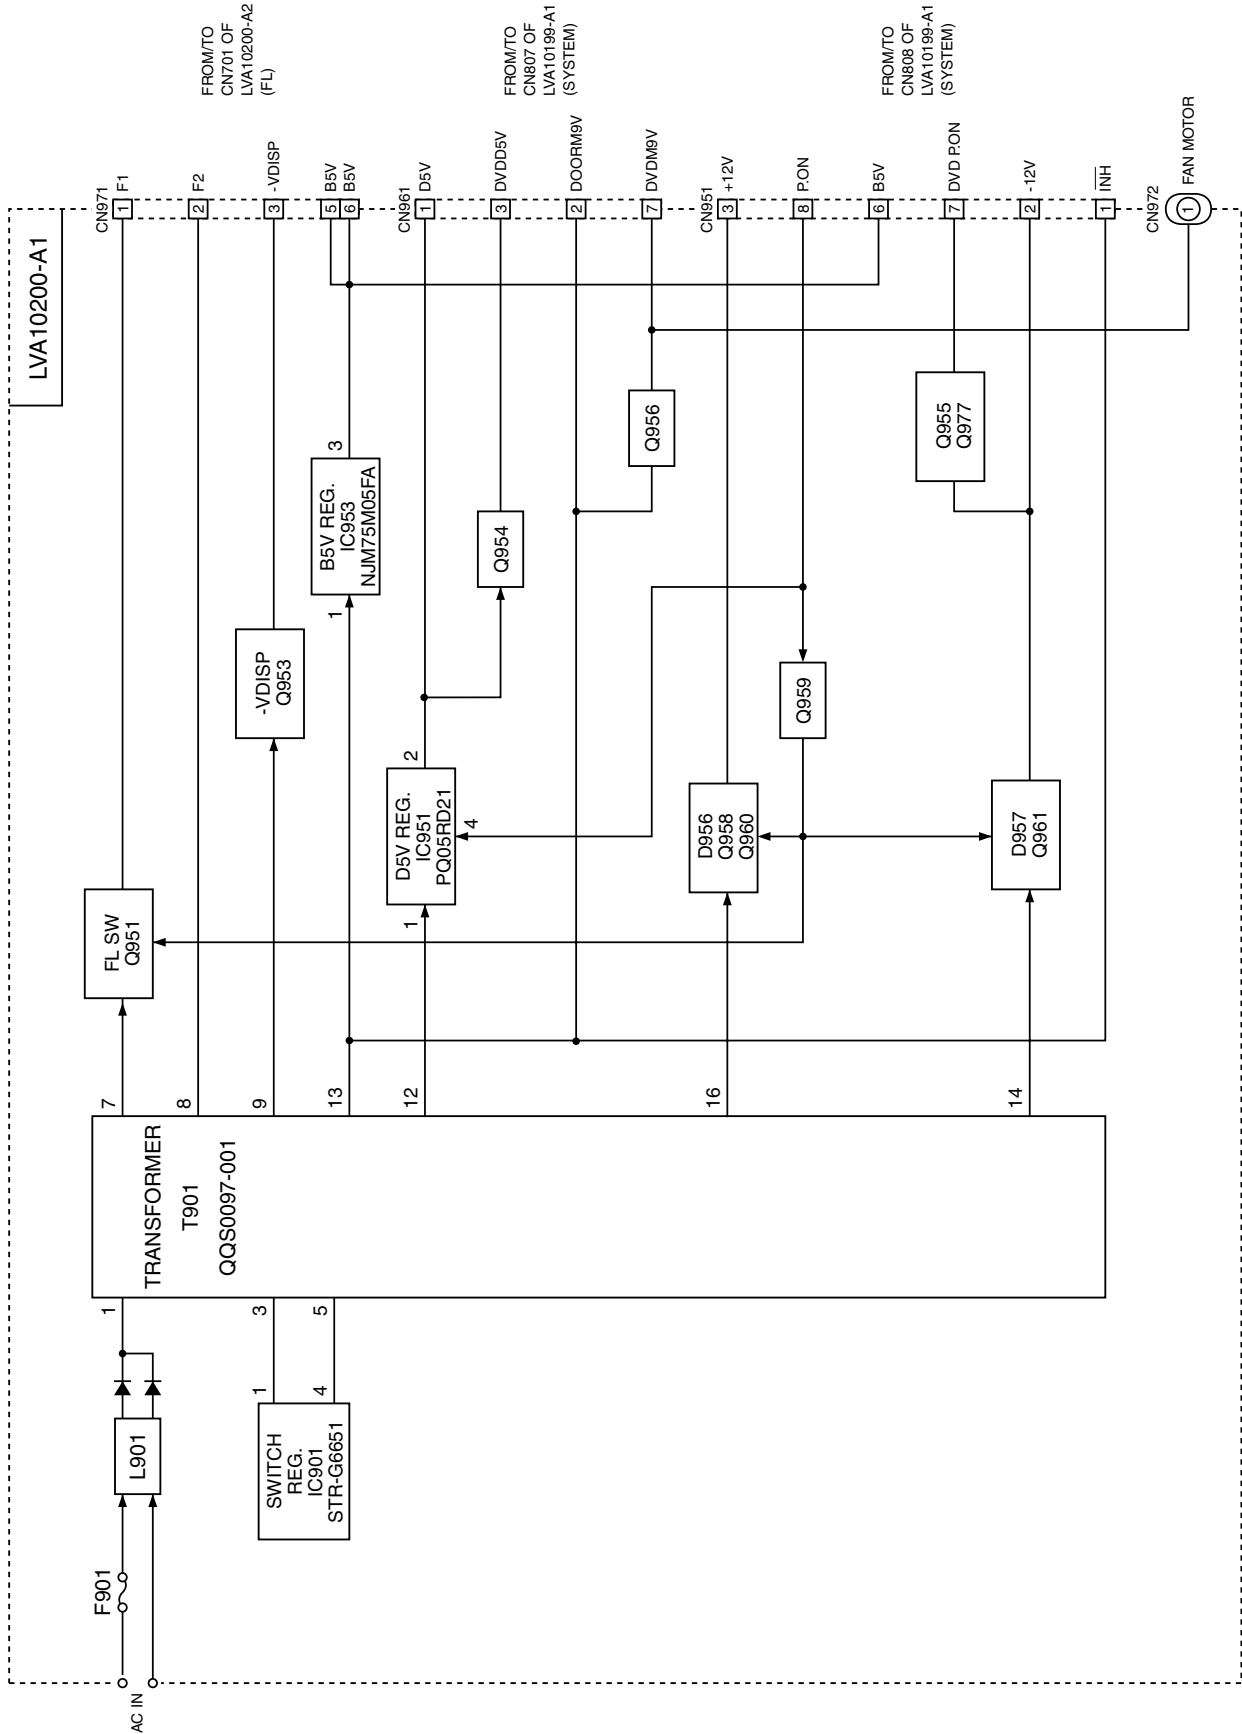 LVA10200-A1
AC IN
F901
L901
SWITCH
REG.
IC901
STR-G6651
1
4
1
3
5
TRANSFORMER
T901
QQS0097-001
7
8
9
13
12
16
14
FL SW
Q951
-VDISP
Q953
1
B5V REG.
IC953
NJM75M05FA
3
1
D5V REG.
IC951
PQ05RD21
2
4
Q954
Q956
D956
Q958
Q960
Q959
D957
Q961
Q955
Q977
CN971
1
F1
2
F2
3
-VDISP
5
B5V
6
B5V
CN961
1
D5V
3
DVDD5V
2
DOORM9V
7
DVDM9V
CN951
3
+12V
8
P.ON
6
B5V
7
DVD P.ON
2
-12V
1
INH
CN972
1
FAN MOTOR
FROM/TO
CN701 OF
LVA10200-A2
(FL)
FROM/TO
CN807 OF
LVA10199-A1
(SYSTEM)
FROM/TO
CN808 OF
LVA10199-A1
(SYSTEM)